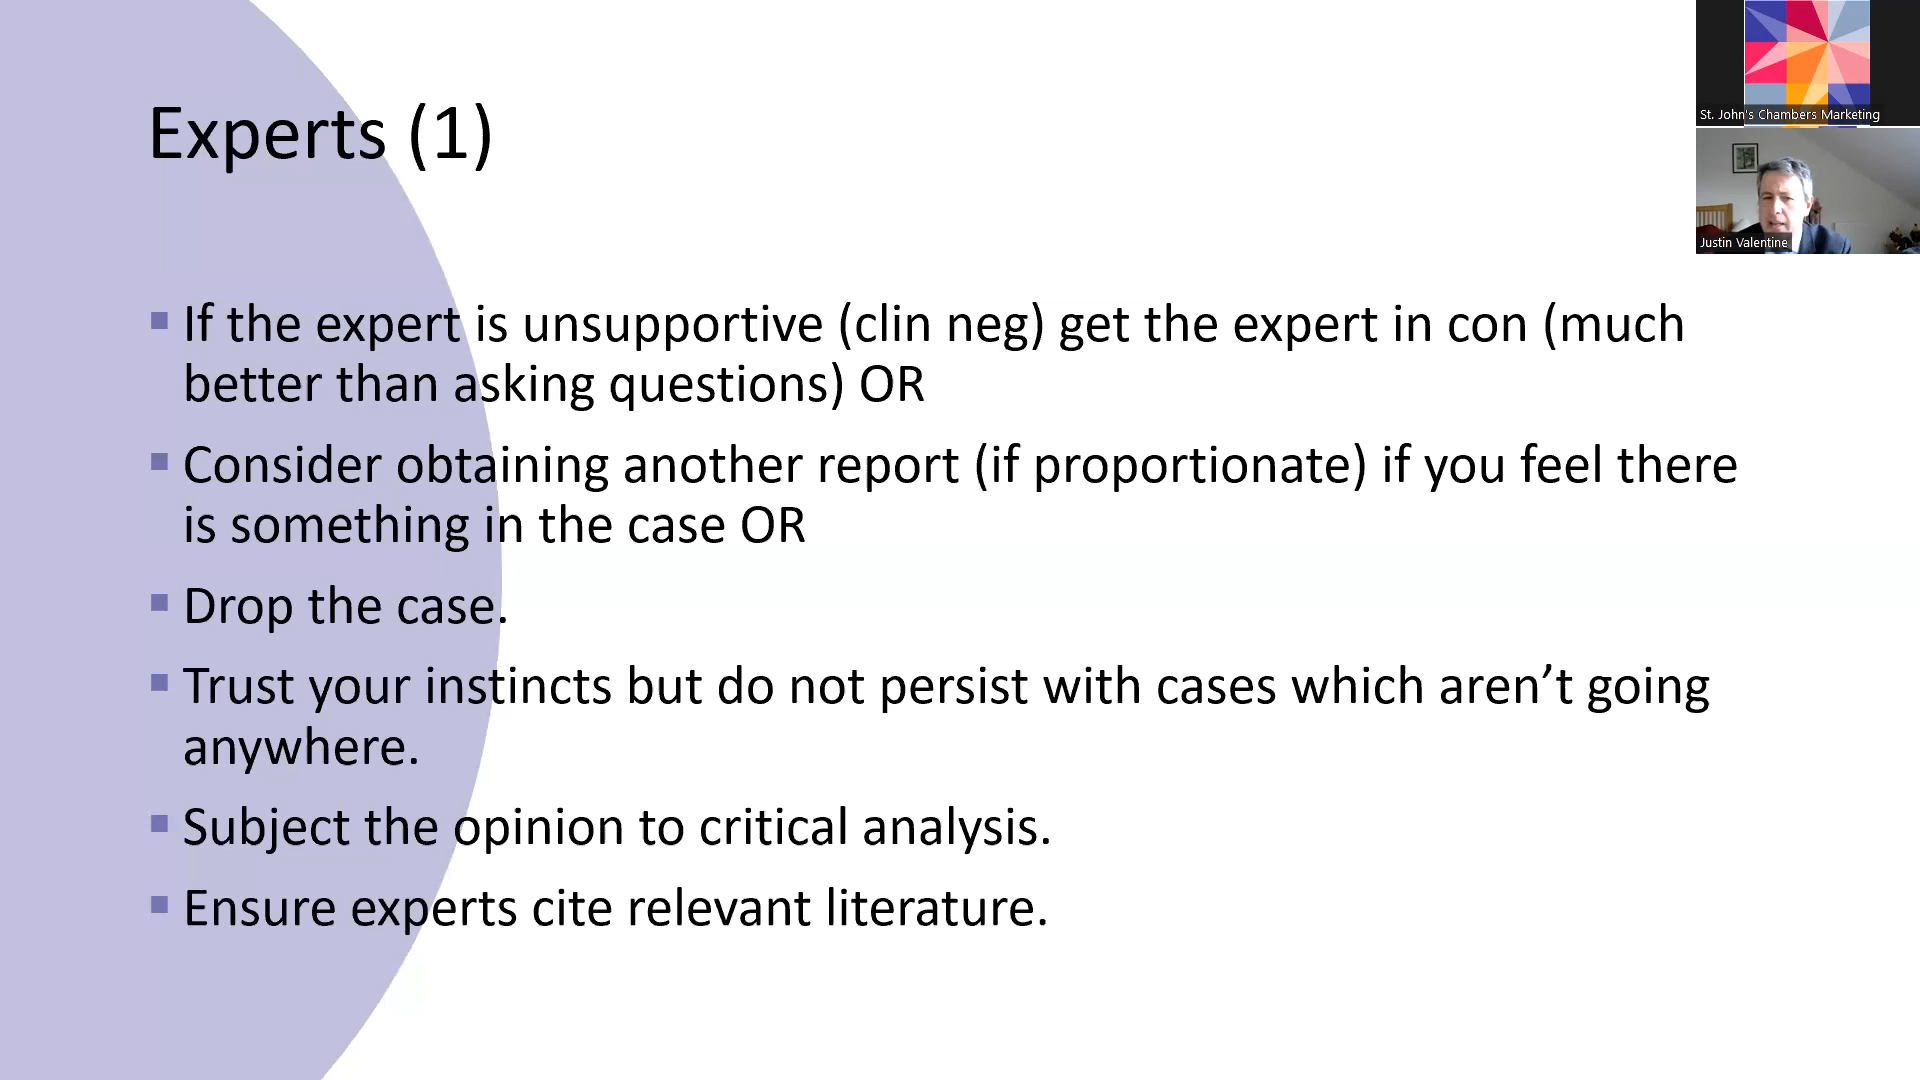 Experts (1)
St. John's Chambers Marketing
Justin Valentine
If the expert is unsupportive (clin neg) get the expert in con (much
better than asking questions) OR
Consider obtaining another report (if proportionate) if you feel there
is something in the case OR
Drop the case.
Trust your instincts but do not persist with cases which aren’t going
anywhere.
Subject the opinion to critical analysis.
Ensure experts cite relevant literature.